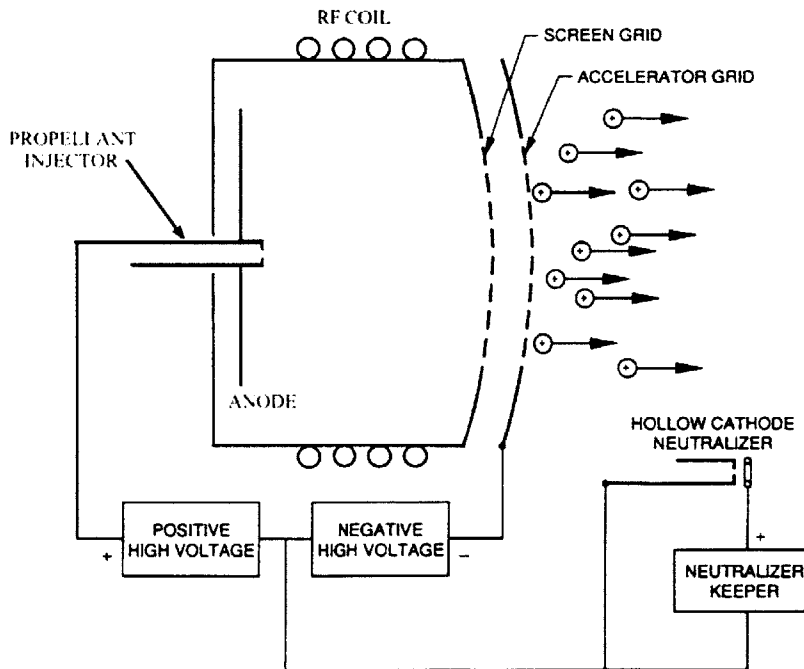 RF COIL
SCREEN GRID
ACCELERATOR GRID
PROPELLANT
INJECTOR
ANODE
HOLLOW CATHODE
NEUTRALIZER
+
POSITIVE
HIGH VOLTAGE
NEGATIVE
HIGH VOLTAGE
−
+
NEUTRALIZER
KEEPER